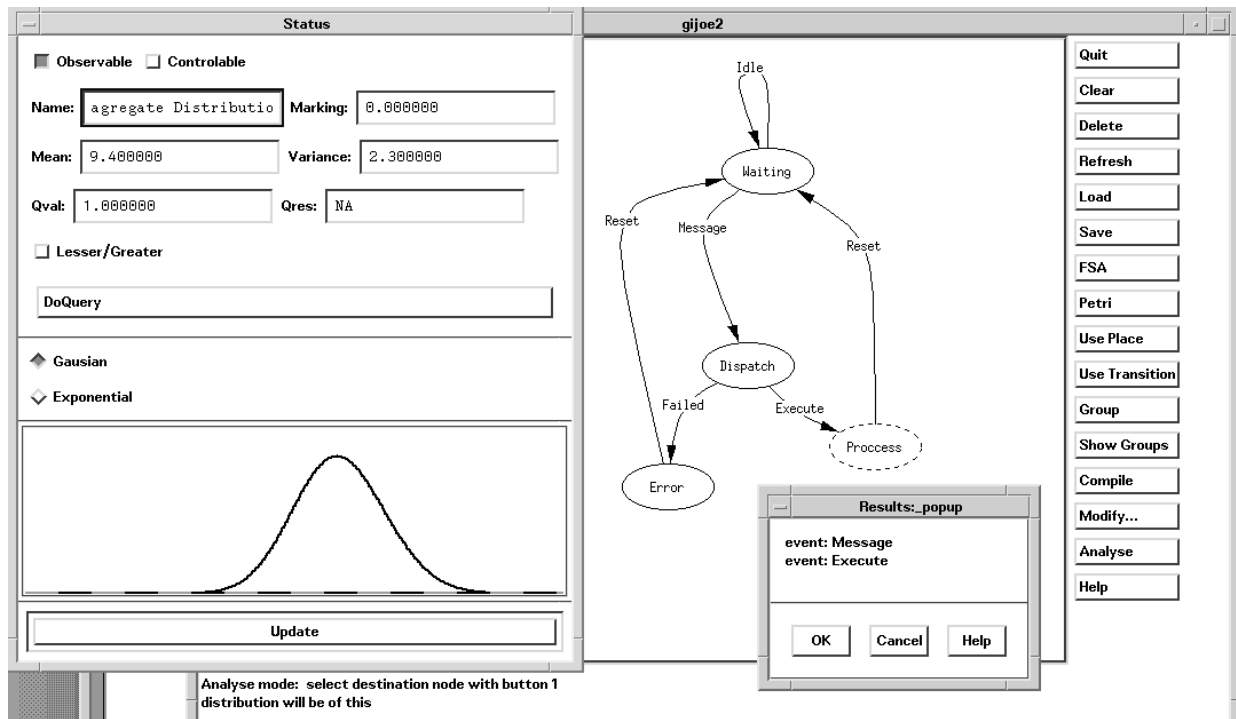 Status
Observable Controlable
Name: agregate Distributio Marking: 0.000000
Mean: 9.400000 Variance: 2.300000
Qval: 1.000000 Qres: NA
Lesser/Greater
DoQuery
Gausian
Exponential
Update
gijoe2
Idle
Waiting
Reset
Message
Reset
Dispatch
Failed
Execute
Proccess
Error
Results:_popup
event: Message
event: Execute
OK Cancel Help
Quit
Clear
Delete
Refresh
Load
Save
FSA
Petri
Use Place
Use Transition
Group
Show Groups
Compile
Modify...
Analyse
Help
Analyse mode: select destination node with button 1
distribution will be of this